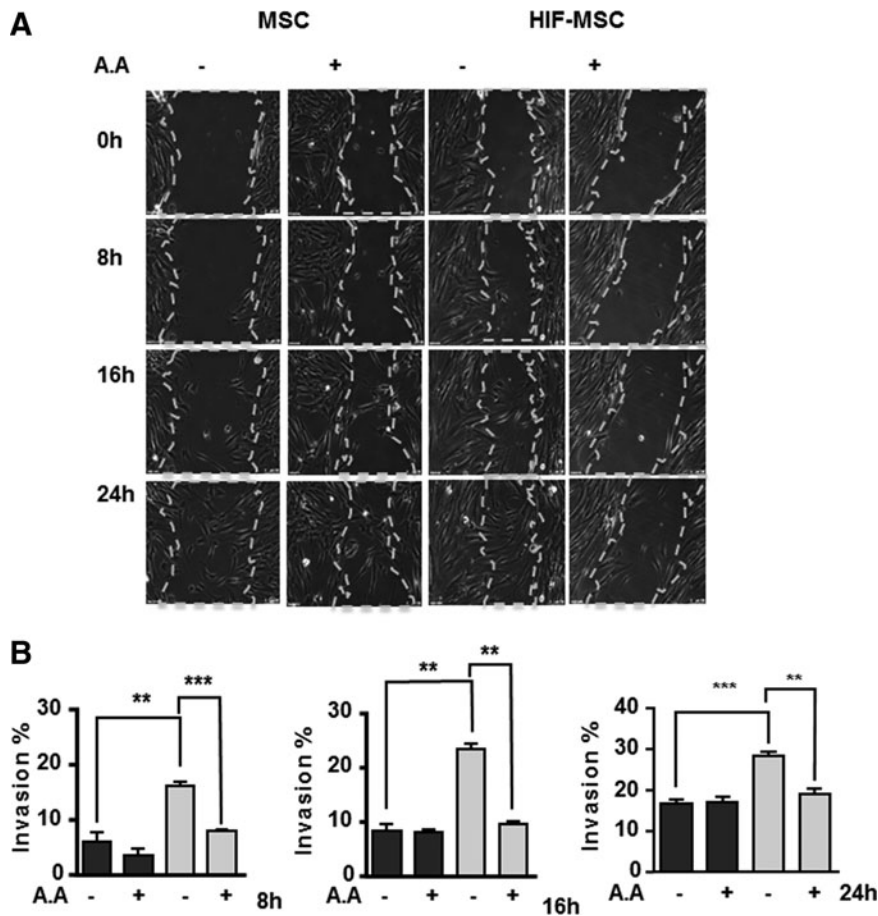 A
MSC HIF-MSC
A.A - + - +
0h
8h
16h
24h
B
** ***
30
20
10
0
Invasion %
A.A - + - + 8h
** **
30
20
10
0
Invasion %
A.A - + - + 16h
*** **
40
30
20
10
0
Invasion %
A.A - + - + 24h